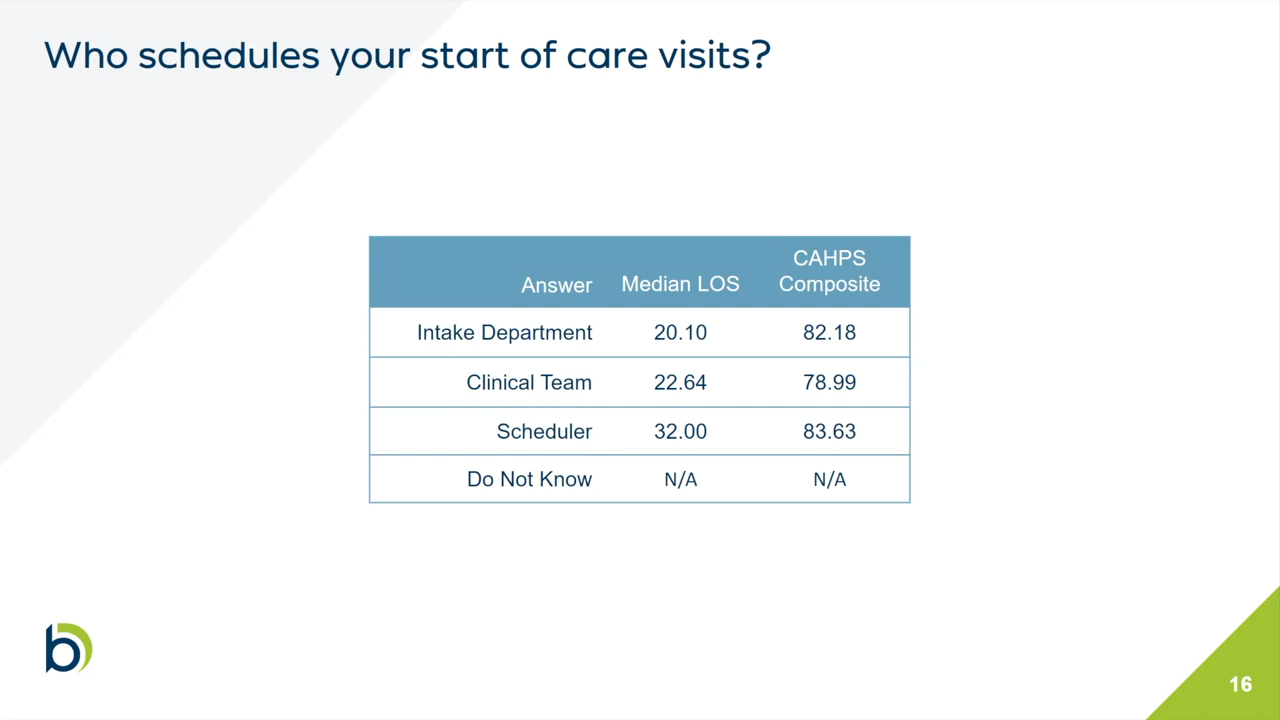 Who schedules your start of care visits?
Answer Median LOS CAHPS Composite
Intake Department 20.10 82.18
Clinical Team 22.64 78.99
Scheduler 32.00 83.63
Do Not Know N/A N/A
b
16